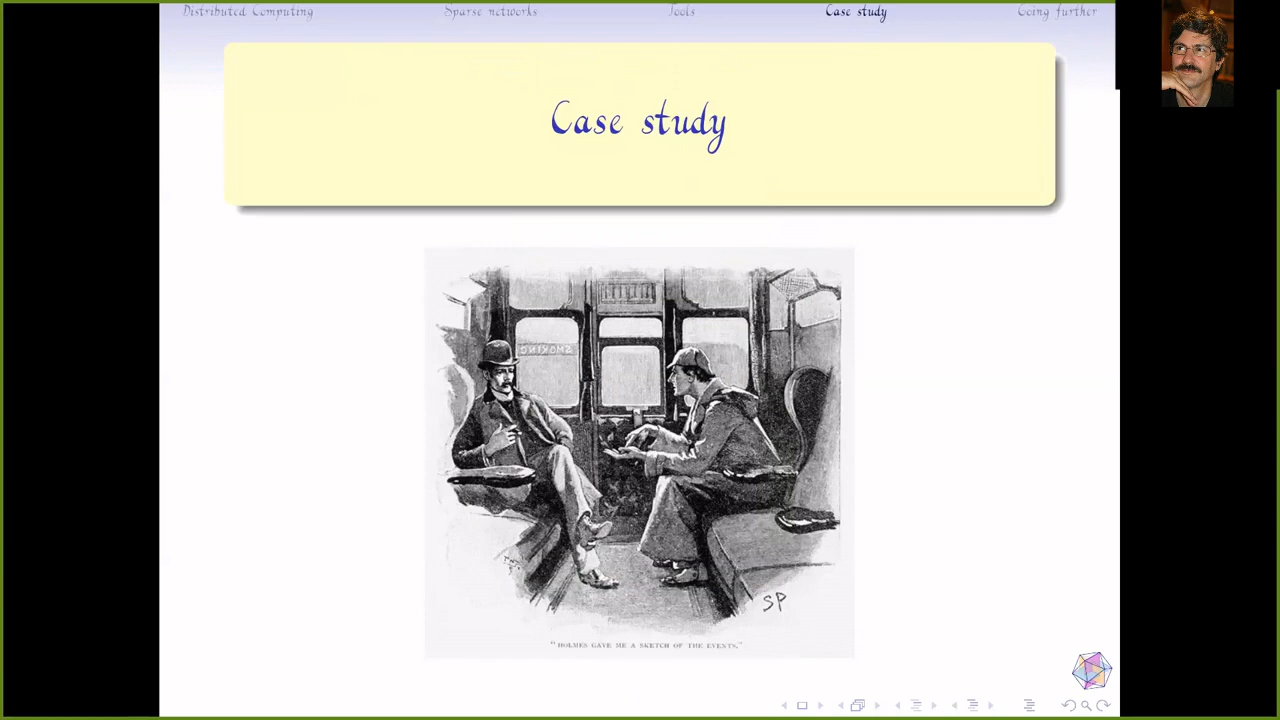 Distributed Computing Sparse networks Tools Case study Going further
Case study
SMOKING
SP
"HOLMES GAVE ME A SKETCH OF THE EVENTS."